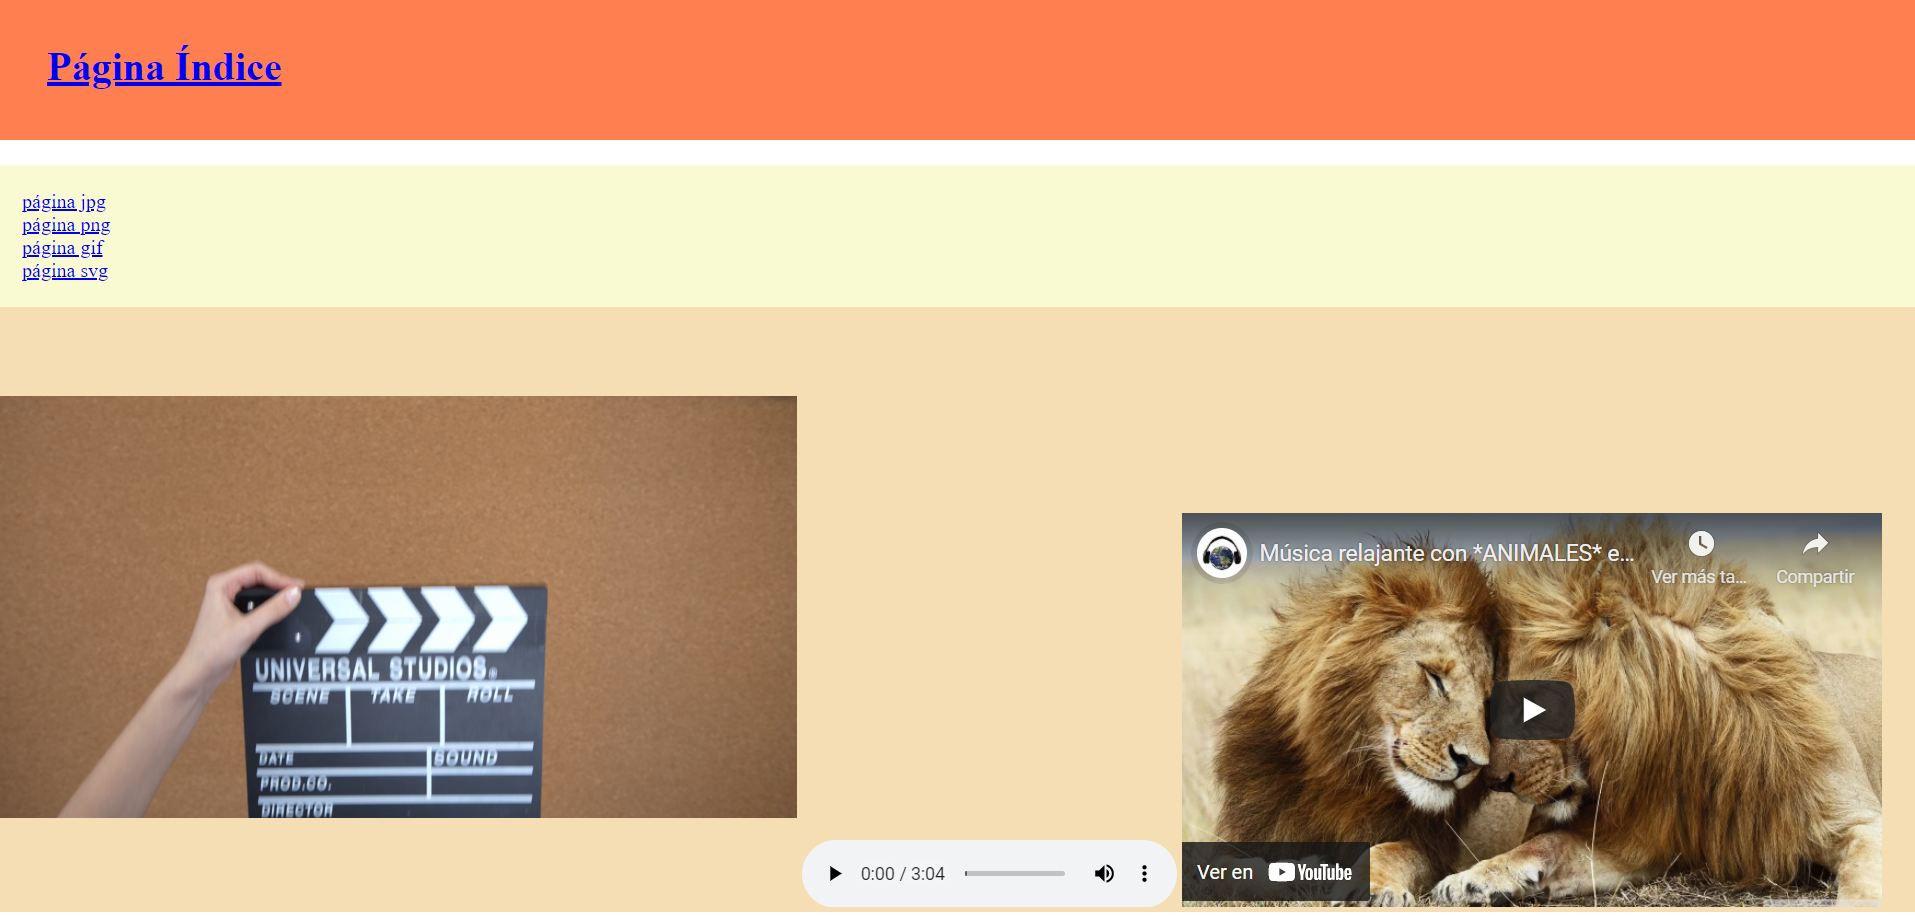 Página Índice
página jpg
página png
página gif
página svg
UNIVERSAL STUDIOS®
SCENE TAKE ROLL
DATE SOUND
PROD.CO.
DIRECTOR
0:00 / 3:04
Música relajante con *ANIMALES* e...
Ver más ta...
Compartir
Ver en YouTube